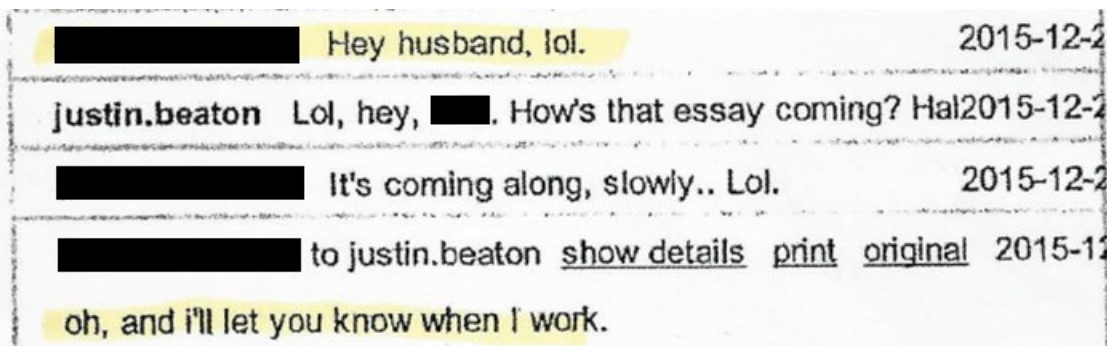 Hey husband, lol. 2015-12-2
justin.beaton Lol, hey, . How's that essay coming? Hal2015-12-2
It's coming along, slowly.. Lol. 2015-12-2
to justin.beaton show details print original 2015-12
oh, and i'll let you know when I work.